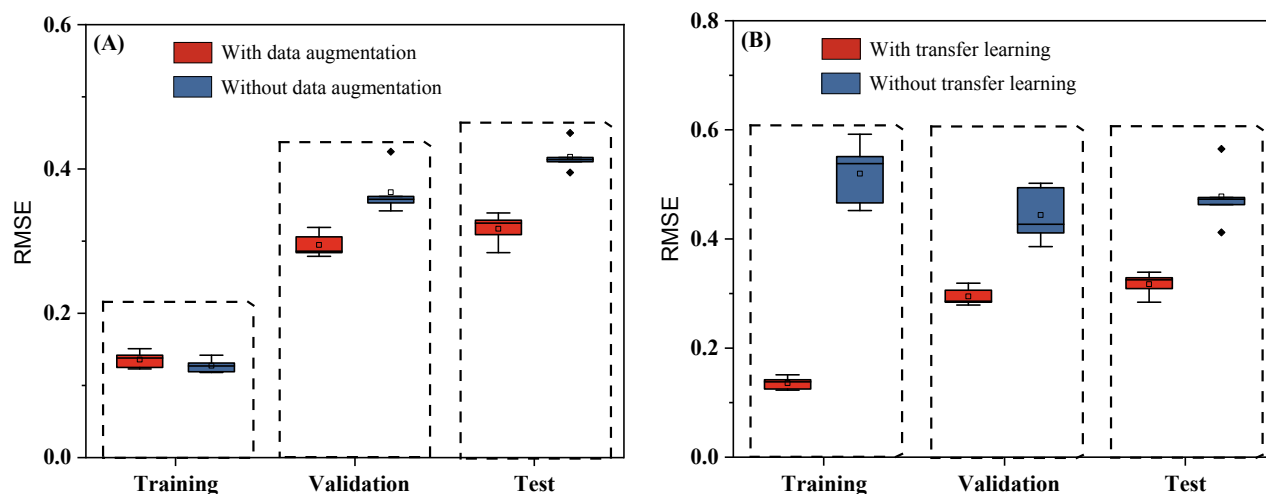 (A)
With data augmentation
Without data augmentation
RMSE
0.6
0.4
0.2
0.0
Training
Validation
Test
(B)
With transfer learning
Without transfer learning
RMSE
0.8
0.6
0.4
0.2
0.0
Training
Validation
Test